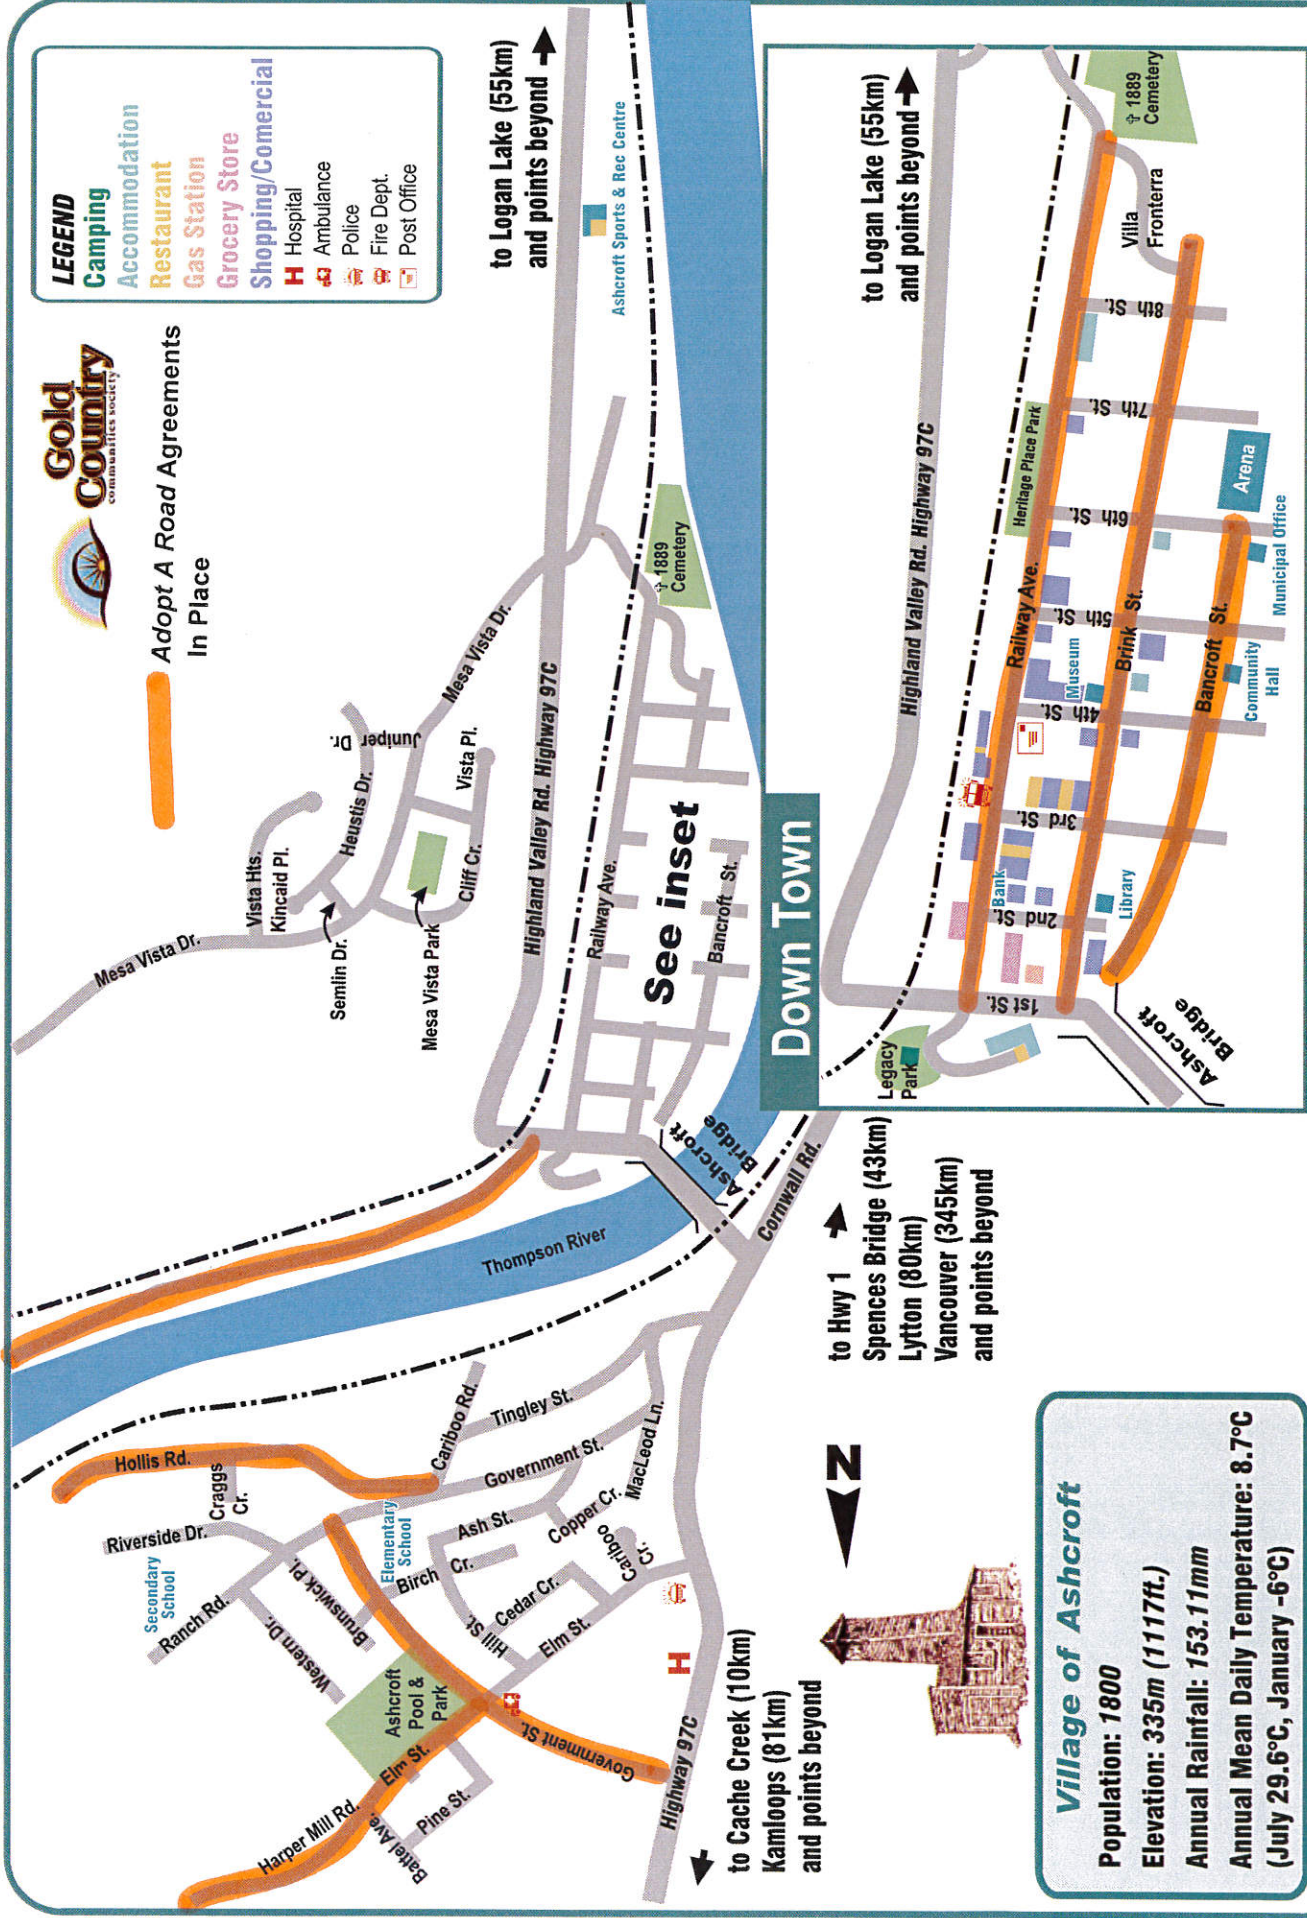 LEGEND
Camping
Accommodation
Restaurant
Gas Station
Grocery Store
Shopping/Comercial
H Hospital
Ambulance
Police
Fire Dept.
Post Office
Gold
Country
communities society
Adopt A Road Agreements
In Place
to Logan Lake (55km)
and points beyond
Ashcroft Sports & Rec Centre
Mesa Vista Dr.
Vista Hts.
Kincaid Pl.
Heustis Dr.
Juniper Dr.
Semlin Dr.
Mesa Vista Park
Cliff Cr.
Vista Pl.
Mesa Vista Dr.
Highland Valley Rd. Highway 97C
Railway Ave.
1889
Cemetery
See inset
Bancroft St.
Ashcroft
Bridge
Thompson River
Cornwall Rd.
Hollis Rd.
Craggs
Cr.
Riverside Dr.
Secondary
School
Ranch Rd.
Western Dr.
Brunswick Pl.
Elementary
School
Birch Cr.
Ash St.
Cariboo Rd.
Tingley St.
Government St.
MacLeod Ln.
Copper Cr.
Cariboo
Cr.
Cedar Cr.
Hill St.
Elm St.
Ashcroft
Pool &
Park
Elm St.
Harper Mill Rd.
Battel Ave.
Pine St.
Government St.
H
Highway 97C
to Cache Creek (10km)
Kamloops (81km)
and points beyond
to Hwy 1
Spences Bridge (43km)
Lytton (80km)
Vancouver (345km)
and points beyond
N
Down Town
to Logan Lake (55km)
and points beyond
Highland Valley Rd. Highway 97C
1889
Cemetery
Villa
Fronterra
Heritage Place Park
Railway Ave.
8th St.
7th St.
6th St.
5th St.
4th St.
3rd St.
2nd St.
1st St.
Museum
Bank
Brink St.
Library
Bancroft St.
Community
Hall
Municipal Office
Arena
Legacy
Park
Ashcroft
Bridge
Village of Ashcroft
Population: 1800
Elevation: 335m (1117ft.)
Annual Rainfall: 153.11mm
Annual Mean Daily Temperature: 8.7°C
(July 29.6°C, January -6°C)